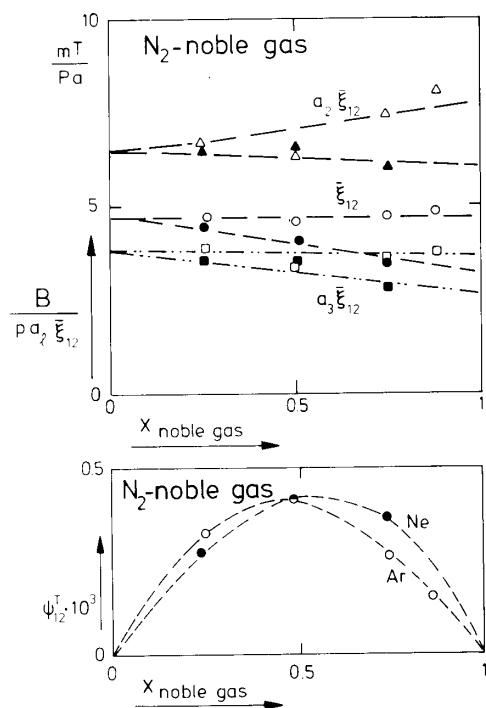 10
mT
Pa
N₂-noble gas
a₂ ξ̄₁₂
ξ̄₁₂
5
a₃ ξ̄₁₂
B
p aₗ ξ̄₁₂
0
0 0.5 1
x noble gas
0.5
N₂-noble gas
Ne
Ar
ψ₁₂ᵀ·10³
0
0 0.5 1
x noble gas